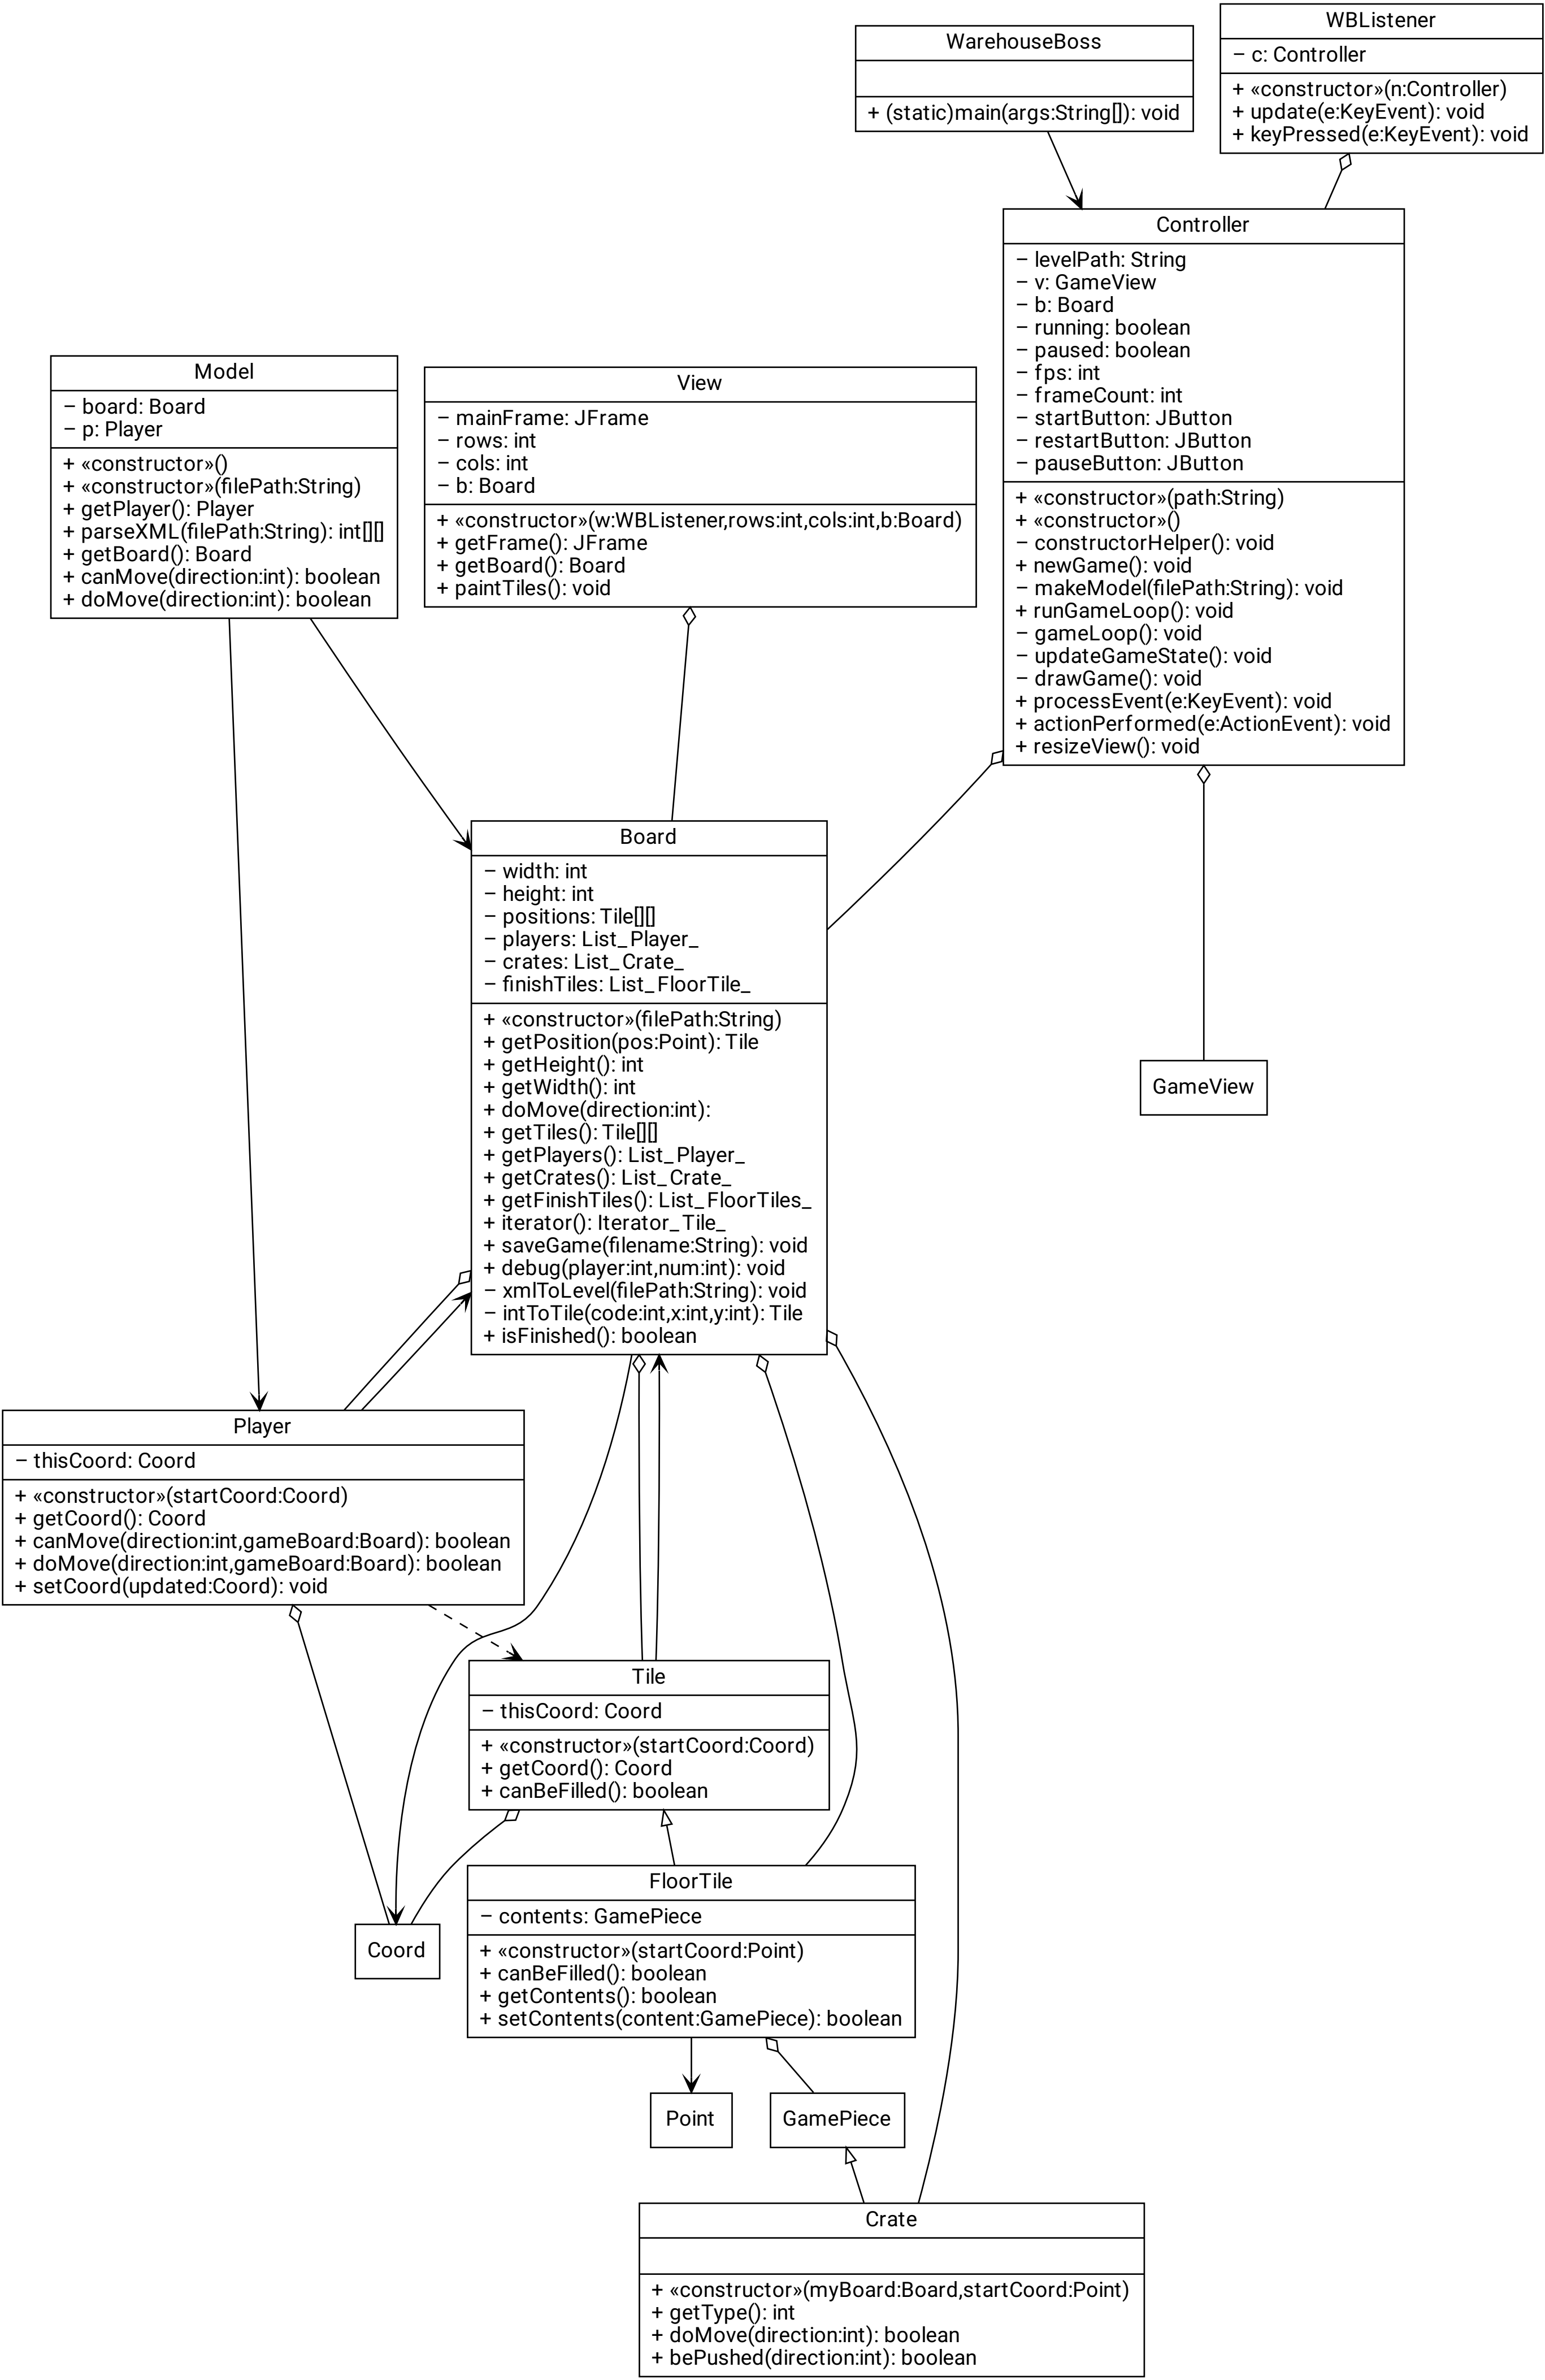 WarehouseBoss
+ (static)main(args:String[]): void
WBListener
− c: Controller
+ «constructor»(n:Controller)
+ update(e:KeyEvent): void
+ keyPressed(e:KeyEvent): void
Controller
− levelPath: String
− v: GameView
− b: Board
− running: boolean
− paused: boolean
− fps: int
− frameCount: int
− startButton: JButton
− restartButton: JButton
− pauseButton: JButton
+ «constructor»(path:String)
+ «constructor»()
− constructorHelper(): void
+ newGame(): void
− makeModel(filePath:String): void
+ runGameLoop(): void
− gameLoop(): void
− updateGameState(): void
− drawGame(): void
+ processEvent(e:KeyEvent): void
+ actionPerformed(e:ActionEvent): void
+ resizeView(): void
Model
− board: Board
− p: Player
+ «constructor»()
+ «constructor»(filePath:String)
+ getPlayer(): Player
+ parseXML(filePath:String): int[][]
+ getBoard(): Board
+ canMove(direction:int): boolean
+ doMove(direction:int): boolean
View
− mainFrame: JFrame
− rows: int
− cols: int
− b: Board
+ «constructor»(w:WBListener,rows:int,cols:int,b:Board)
+ getFrame(): JFrame
+ getBoard(): Board
+ paintTiles(): void
Board
− width: int
− height: int
− positions: Tile[][]
− players: List_Player_
− crates: List_Crate_
− finishTiles: List_FloorTile_
+ «constructor»(filePath:String)
+ getPosition(pos:Point): Tile
+ getHeight(): int
+ getWidth(): int
+ doMove(direction:int):
+ getTiles(): Tile[][]
+ getPlayers(): List_Player_
+ getCrates(): List_Crate_
+ getFinishTiles(): List_FloorTiles_
+ iterator(): Iterator_Tile_
+ saveGame(filename:String): void
+ debug(player:int,num:int): void
− xmlToLevel(filePath:String): void
− intToTile(code:int,x:int,y:int): Tile
+ isFinished(): boolean
GameView
Player
− thisCoord: Coord
+ «constructor»(startCoord:Coord)
+ getCoord(): Coord
+ canMove(direction:int,gameBoard:Board): boolean
+ doMove(direction:int,gameBoard:Board): boolean
+ setCoord(updated:Coord): void
Tile
− thisCoord: Coord
+ «constructor»(startCoord:Coord)
+ getCoord(): Coord
+ canBeFilled(): boolean
Coord
FloorTile
− contents: GamePiece
+ «constructor»(startCoord:Point)
+ canBeFilled(): boolean
+ getContents(): boolean
+ setContents(content:GamePiece): boolean
Point
GamePiece
Crate
+ «constructor»(myBoard:Board,startCoord:Point)
+ getType(): int
+ doMove(direction:int): boolean
+ bePushed(direction:int): boolean